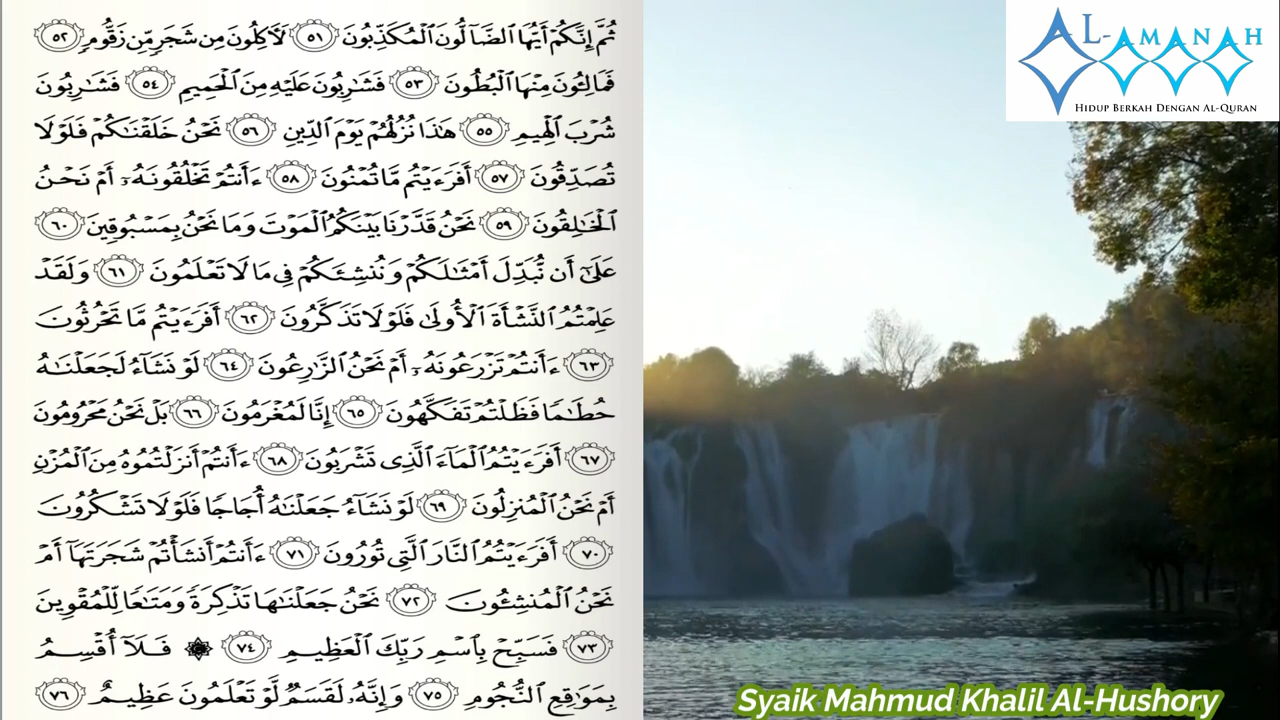 ثُمَّ إِنَّكُمْ أَيُّهَا ٱلضَّآلُّونَ ٱلْمُكَذِّبُونَ ٥١ لَأٓكِلُونَ مِن شَجَرٍ مِّن زَقُّومٍ ٥٢
فَمَالِـُٔونَ مِنْهَا ٱلْبُطُونَ ٥٣ فَشَٰرِبُونَ عَلَيْهِ مِنَ ٱلْحَمِيمِ ٥٤ فَشَٰرِبُونَ
شُرْبَ ٱلْهِيمِ ٥٥ هَٰذَا نُزُلُهُمْ يَوْمَ ٱلدِّينِ ٥٦ نَحْنُ خَلَقْنَٰكُمْ فَلَوْلَا
تُصَدِّقُونَ ٥٧ أَفَرَءَيْتُم مَّا تُمْنُونَ ٥٨ ءَأَنتُمْ تَخْلُقُونَهُۥٓ أَمْ نَحْنُ
ٱلْخَٰلِقُونَ ٥٩ نَحْنُ قَدَّرْنَا بَيْنَكُمُ ٱلْمَوْتَ وَمَا نَحْنُ بِمَسْبُوقِينَ ٦٠
عَلَىٰٓ أَن نُّبَدِّلَ أَمْثَٰلَكُمْ وَنُنشِئَكُمْ فِى مَا لَا تَعْلَمُونَ ٦١ وَلَقَدْ
عَلِمْتُمُ ٱلنَّشْأَةَ ٱلْأُولَىٰ فَلَوْلَا تَذَكَّرُونَ ٦٢ أَفَرَءَيْتُم مَّا تَحْرُثُونَ
٦٣ ءَأَنتُمْ تَزْرَعُونَهُۥٓ أَمْ نَحْنُ ٱلزَّٰرِعُونَ ٦٤ لَوْ نَشَآءُ لَجَعَلْنَٰهُ
حُطَٰمًا فَظَلْتُمْ تَفَكَّهُونَ ٦٥ إِنَّا لَمُغْرَمُونَ ٦٦ بَلْ نَحْنُ مَحْرُومُونَ
٦٧ أَفَرَءَيْتُمُ ٱلْمَآءَ ٱلَّذِى تَشْرَبُونَ ٦٨ ءَأَنتُمْ أَنزَلْتُمُوهُ مِنَ ٱلْمُزْنِ
أَمْ نَحْنُ ٱلْمُنزِلُونَ ٦٩ لَوْ نَشَآءُ جَعَلْنَٰهُ أُجَاجًا فَلَوْلَا تَشْكُرُونَ
٧٠ أَفَرَءَيْتُمُ ٱلنَّارَ ٱلَّتِى تُورُونَ ٧١ ءَأَنتُمْ أَنشَأْتُمْ شَجَرَتَهَآ أَمْ
نَحْنُ ٱلْمُنشِـُٔونَ ٧٢ نَحْنُ جَعَلْنَٰهَا تَذْكِرَةً وَمَتَٰعًا لِّلْمُقْوِينَ
٧٣ فَسَبِّحْ بِٱسْمِ رَبِّكَ ٱلْعَظِيمِ ٧٤ ۞ فَلَآ أُقْسِمُ
بِمَوَٰقِعِ ٱلنُّجُومِ ٧٥ وَإِنَّهُۥ لَقَسَمٌ لَّوْ تَعْلَمُونَ عَظِيمٌ ٧٦
AL-AMANAH
HIDUP BERKAH DENGAN AL-QURAN
Syaik Mahmud Khalil Al-Hushory